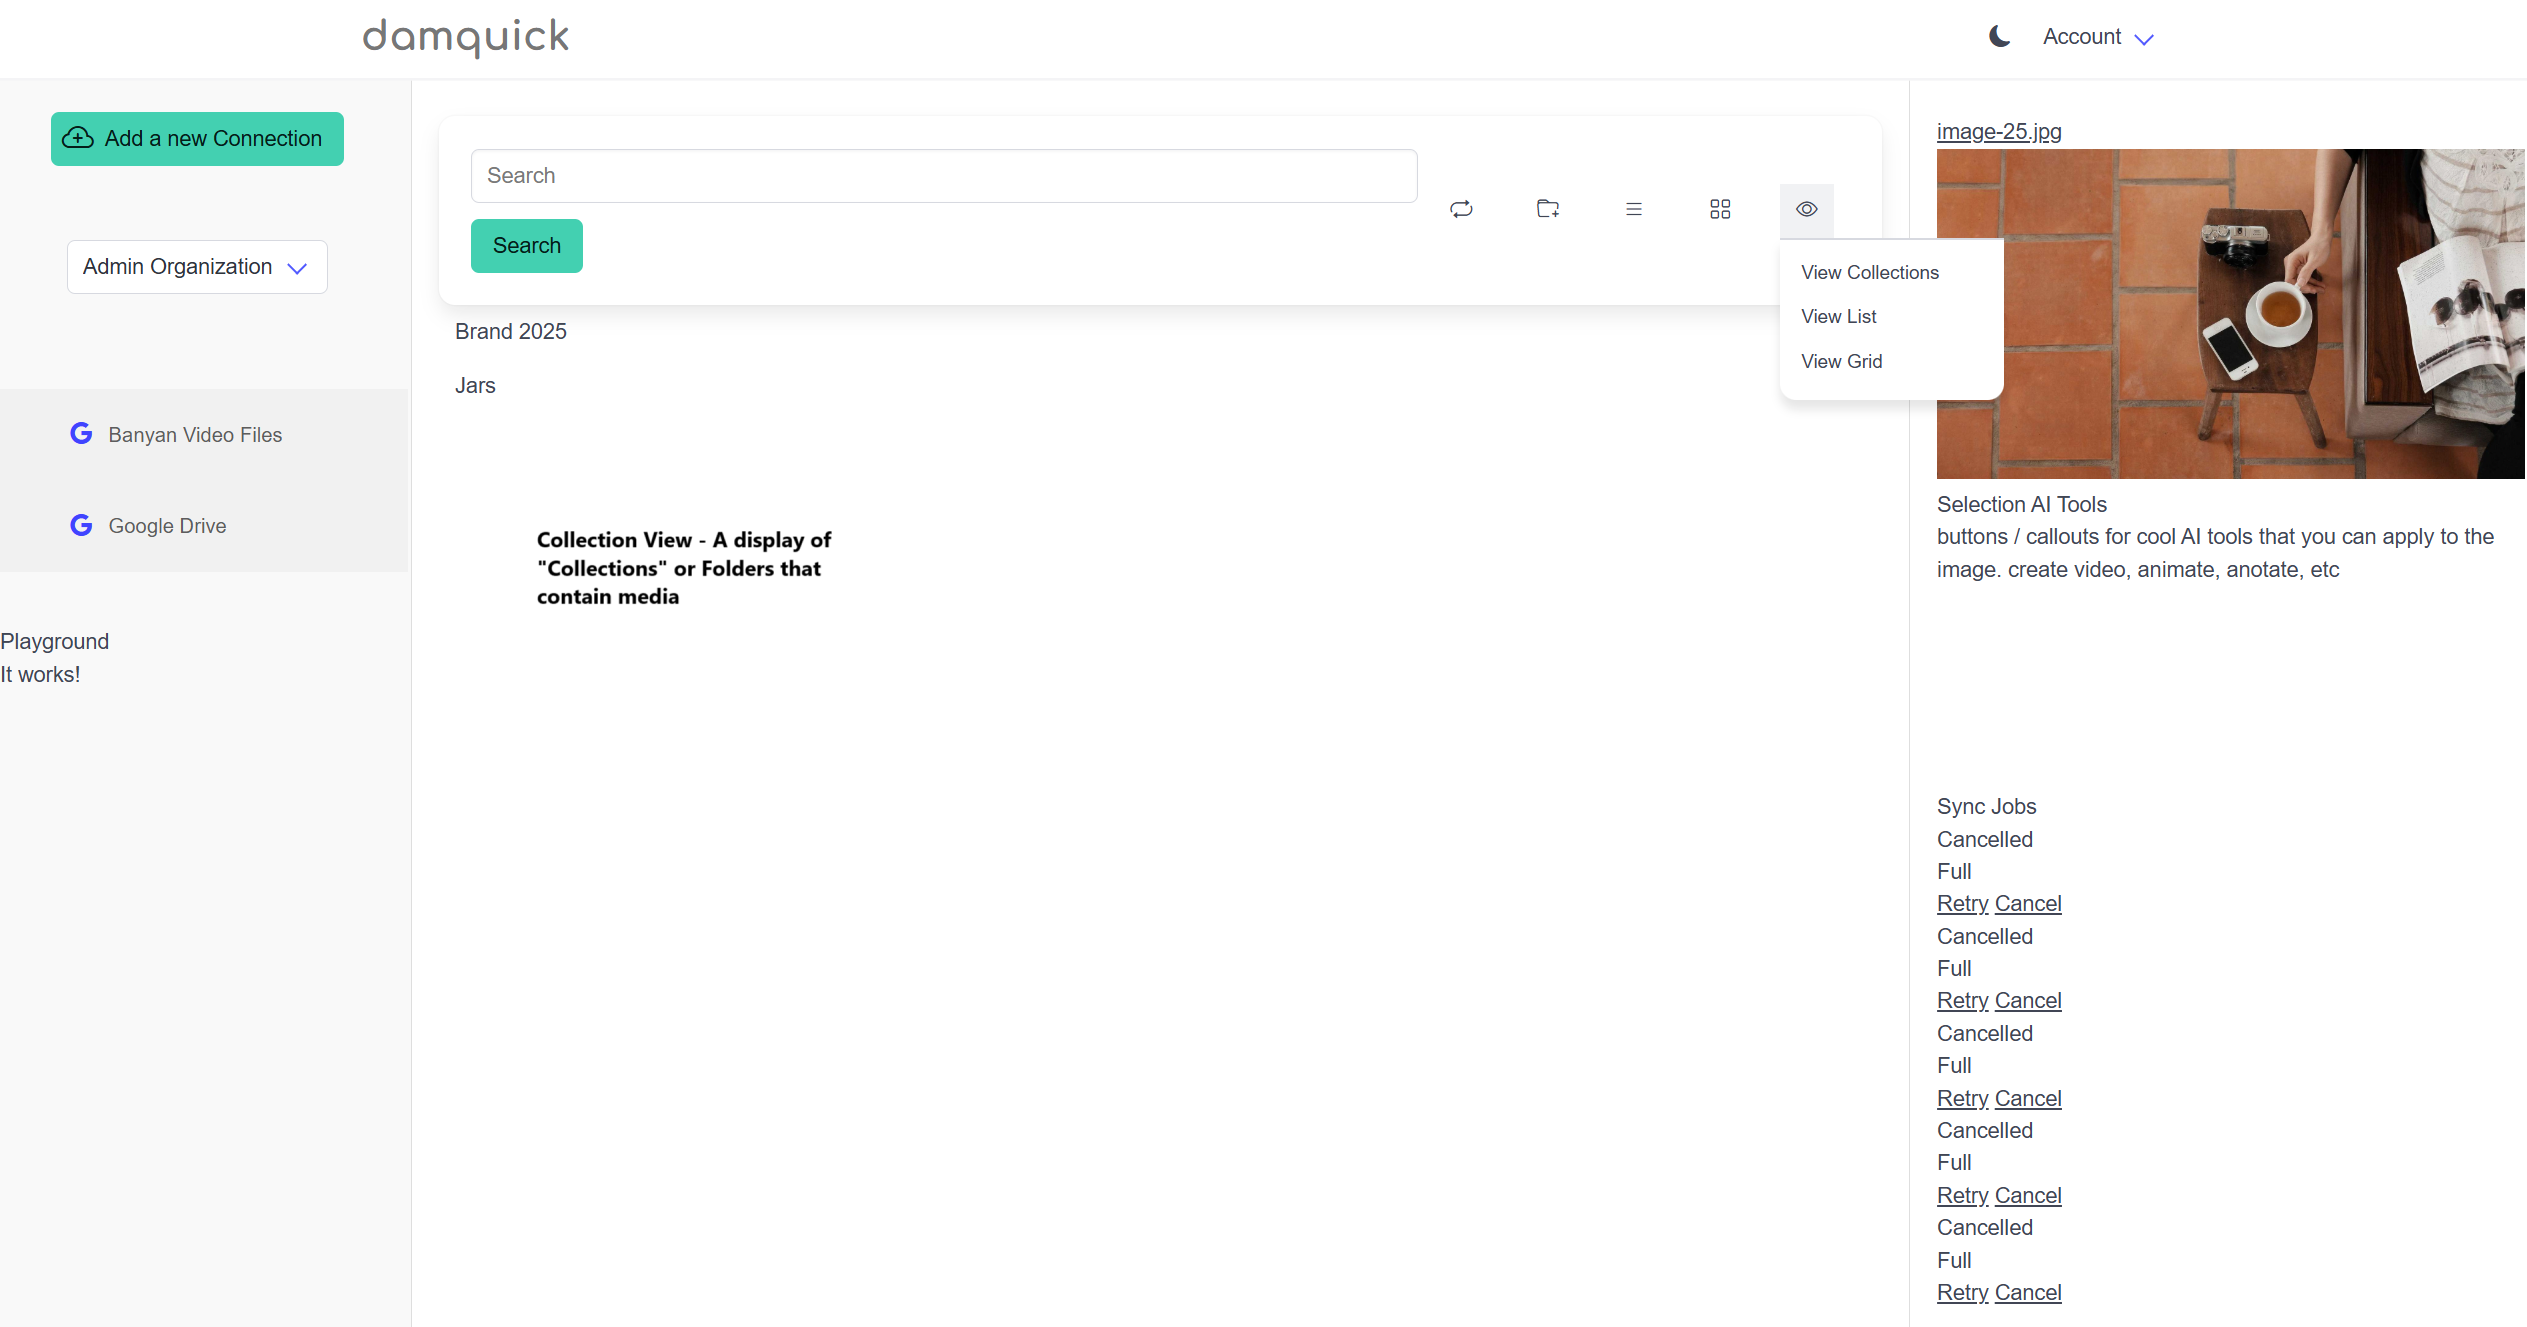 damquick
Account
Add a new Connection
Admin Organization
Banyan Video Files
Google Drive
Playground
It works!
Search
Search
View Collections
View List
View Grid
Brand 2025
Jars
Collection View - A display of
"Collections" or Folders that
contain media
image-25.jpg
Selection AI Tools
buttons / callouts for cool AI tools that you can apply to the
image. create video, animate, anotate, etc
Sync Jobs
Cancelled
Full
Retry Cancel
Cancelled
Full
Retry Cancel
Cancelled
Full
Retry Cancel
Cancelled
Full
Retry Cancel
Cancelled
Full
Retry Cancel